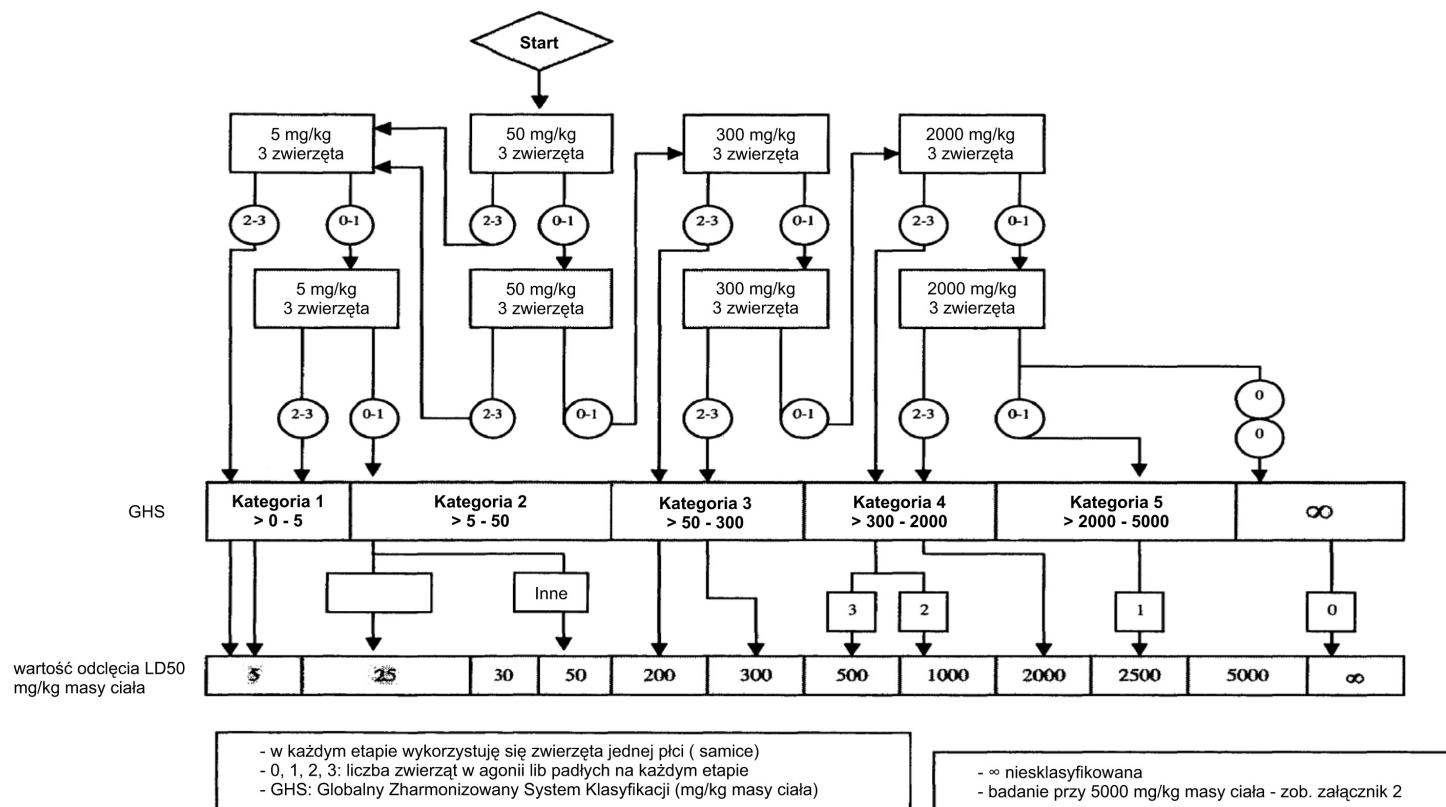 Start
5 mg/kg
3 zwierzęta
50 mg/kg
3 zwierzęta
300 mg/kg
3 zwierzęta
2000 mg/kg
3 zwierzęta
2-3
0-1
2-3
0-1
2-3
0-1
2-3
0-1
5 mg/kg
3 zwierzęta
50 mg/kg
3 zwierzęta
300 mg/kg
3 zwierzęta
2000 mg/kg
3 zwierzęta
2-3
0-1
2-3
0-1
2-3
0-1
2-3
0-1
0
0
GHS
Kategoria 1
> 0 - 5
Kategoria 2
> 5 - 50
Kategoria 3
> 50 - 300
Kategoria 4
> 300 - 2000
Kategoria 5
> 2000 - 5000
∞
Inne
3
2
1
0
wartość odclęcia LD50
mg/kg masy ciała
5
25
30
50
200
300
500
1000
2000
2500
5000
∞
- w każdym etapie wykorzystuję się zwierzęta jednej płci ( samice)
- 0, 1, 2, 3: liczba zwierząt w agonii lib padłych na każdym etapie
- GHS: Globalny Zharmonizowany System Klasyfikacji (mg/kg masy ciała)
- ∞ niesklasyfikowana
- badanie przy 5000 mg/kg masy ciała - zob. załącznik 2